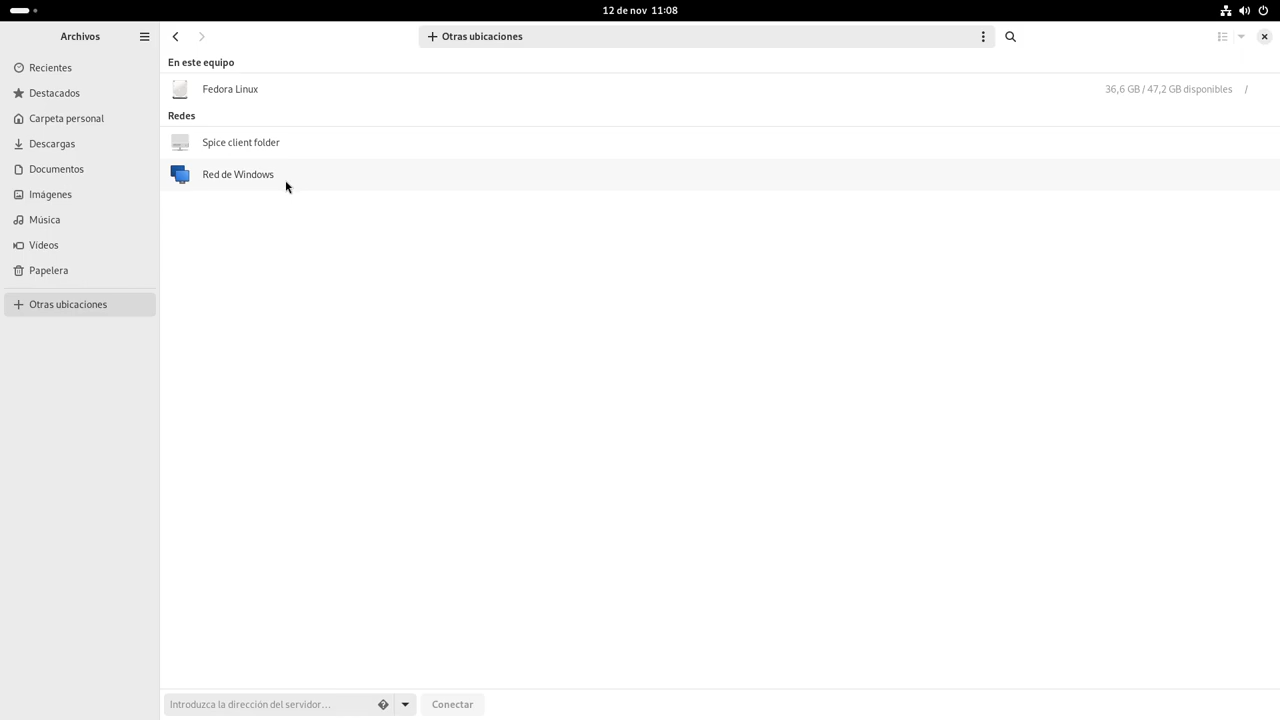 12 de nov 11:08
Archivos
Otras ubicaciones
Recientes
Destacados
Carpeta personal
Descargas
Documentos
Imágenes
Música
Vídeos
Papelera
Otras ubicaciones
En este equipo
Fedora Linux
36,6 GB / 47,2 GB disponibles /
Redes
Spice client folder
Red de Windows
Introduzca la dirección del servidor…
Conectar